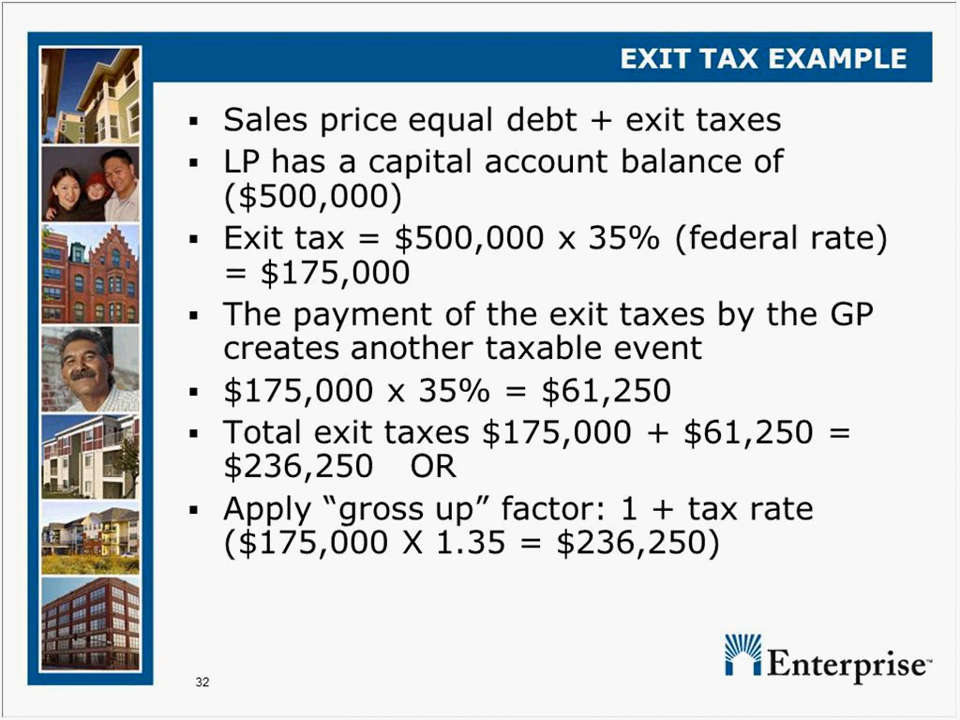 EXIT TAX EXAMPLE
▪ Sales price equal debt + exit taxes
▪ LP has a capital account balance of
($500,000)
▪ Exit tax = $500,000 x 35% (federal rate)
= $175,000
▪ The payment of the exit taxes by the GP
creates another taxable event
▪ $175,000 x 35% = $61,250
▪ Total exit taxes $175,000 + $61,250 =
$236,250 OR
▪ Apply “gross up” factor: 1 + tax rate
($175,000 X 1.35 = $236,250)
Enterprise™
32